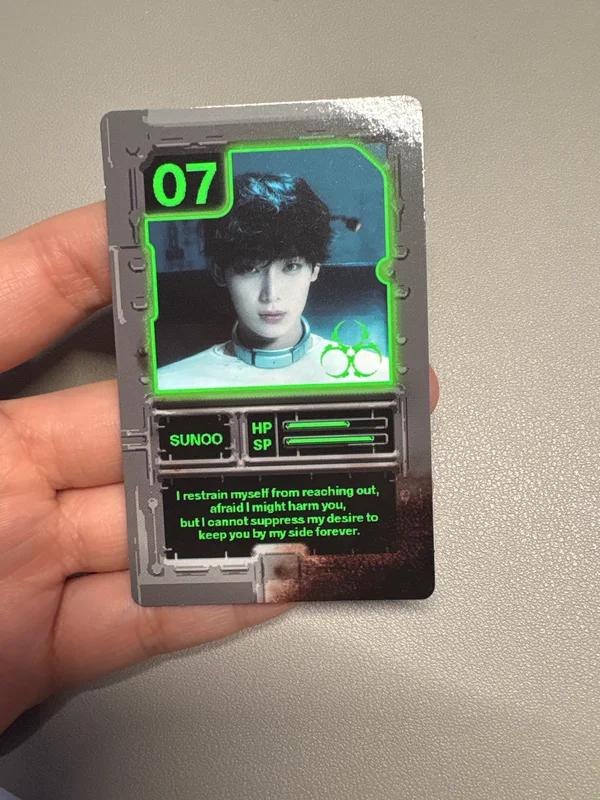 07
SUNOO
HP
SP
I restrain myself from reaching out,
afraid I might harm you,
but I cannot suppress my desire to
keep you by my side forever.